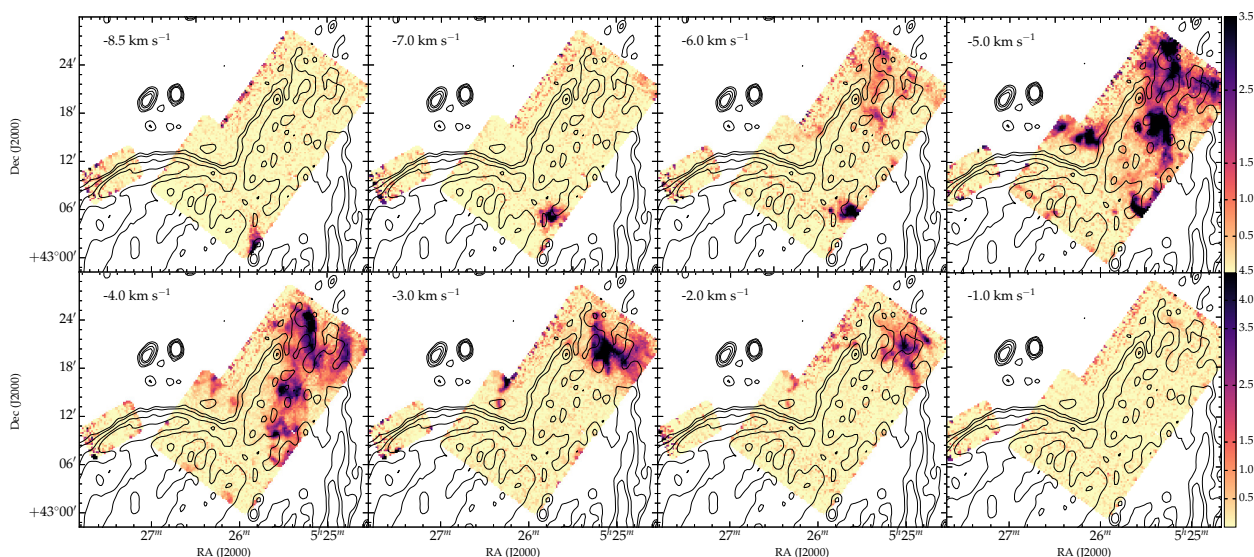 -8.5 km s⁻¹
-7.0 km s⁻¹
-6.0 km s⁻¹
-5.0 km s⁻¹
3.5
24′
18′
12′
06′
+43°00′
Dec (J2000)
2.5
1.5
1.0
0.5
4.5
-4.0 km s⁻¹
-3.0 km s⁻¹
-2.0 km s⁻¹
-1.0 km s⁻¹
24′
18′
12′
06′
+43°00′
Dec (J2000)
3.5
2.5
1.5
1.0
0.5
27ᵐ 26ᵐ 5ʰ25ᵐ
27ᵐ 26ᵐ 5ʰ25ᵐ
27ᵐ 26ᵐ 5ʰ25ᵐ
27ᵐ 26ᵐ 5ʰ25ᵐ
RA (J2000)
RA (J2000)
RA (J2000)
RA (J2000)